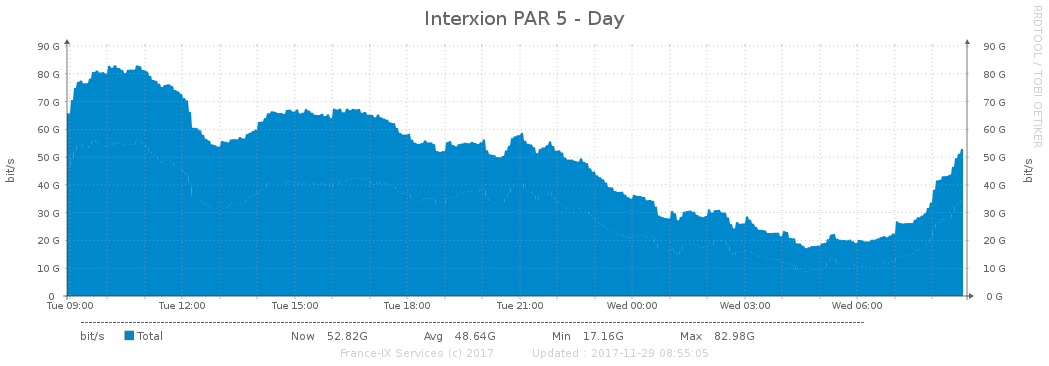 Interxion PAR 5 - Day
RRDTOOL / TOBI OETIKER
90 G 90 G
80 G 80 G
70 G 70 G
60 G 60 G
50 G 50 G
40 G 40 G
30 G 30 G
20 G 20 G
10 G 10 G
0 0 G
bit/s
bit/s
Tue 09:00 Tue 12:00 Tue 15:00 Tue 18:00 Tue 21:00 Wed 00:00 Wed 03:00 Wed 06:00
bit/s Total Now 52.82G Avg 48.64G Min 17.16G Max 82.98G
France-IX Services (c) 2017 Updated : 2017-11-29 08:55:05